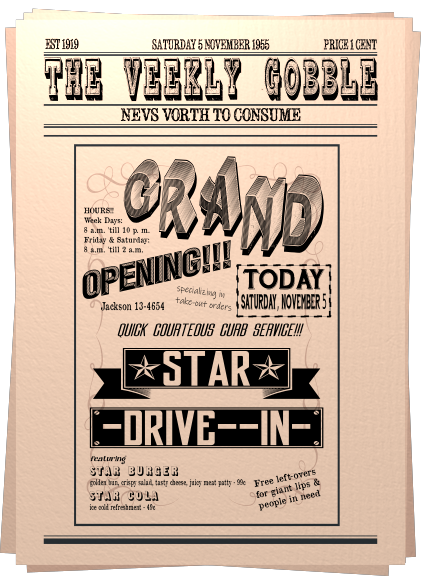 EST 1919 SATURDAY 5 NOVEMBER 1955 PRICE 1 CENT
THE WEEKLY GOBBLE
NEVS VORTH TO CONSUME
GRAND
HOURS!!
Week Days:
8 a.m. 'till 10 p. m.
Friday & Saturday:
8 a.m. 'till 2 a.m.
OPENING!!!
TODAY
SATURDAY, NOVEMBER 5
specializing in
take-out orders
Jackson 13-4654
QUICK COURTEOUS CURB SERVICE!!!
STAR
-DRIVE--IN-
featuring
STAR BURGER
golden bun, crispy salad, tasty cheese, juicy meat patty - 99c
STAR COLA
ice cold refreshment - 49c
Free left-overs
for giant lips &
people in need